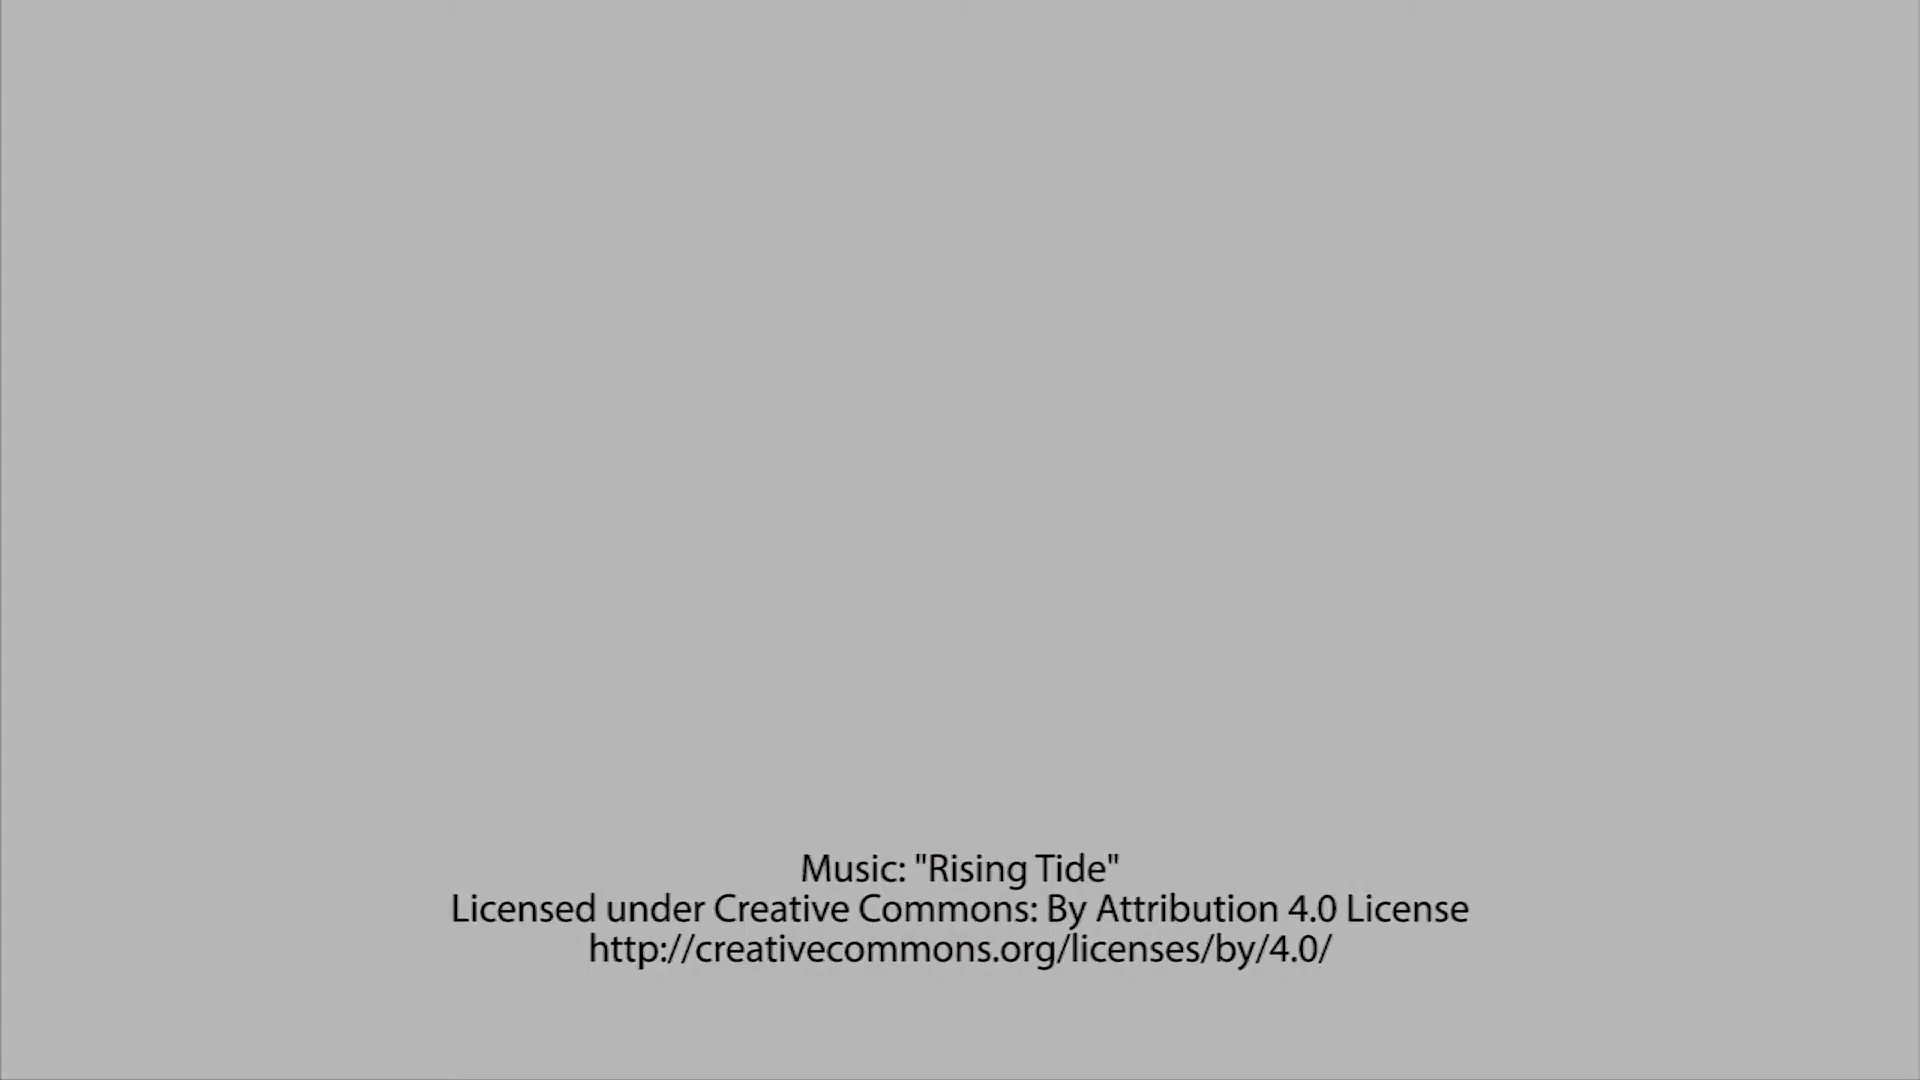 Music: "Rising Tide"
Licensed under Creative Commons: By Attribution 4.0 License
http://creativecommons.org/licenses/by/4.0/